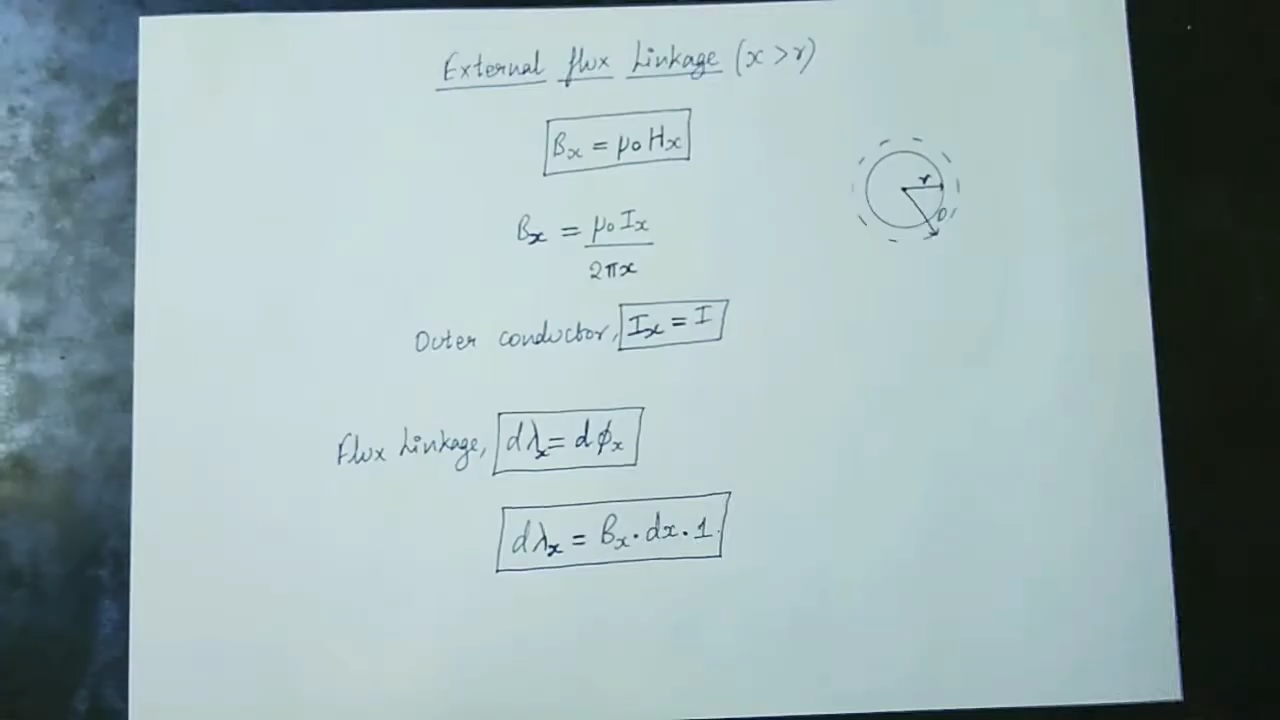 External flux Linkage (x > r)
Bx = μ0 Hx
Bx = μ0 Ix / 2πx
Outer conductor, Ix = I
Flux Linkage, dλx = dϕx
dλx = Bx . dx . 1
r
D